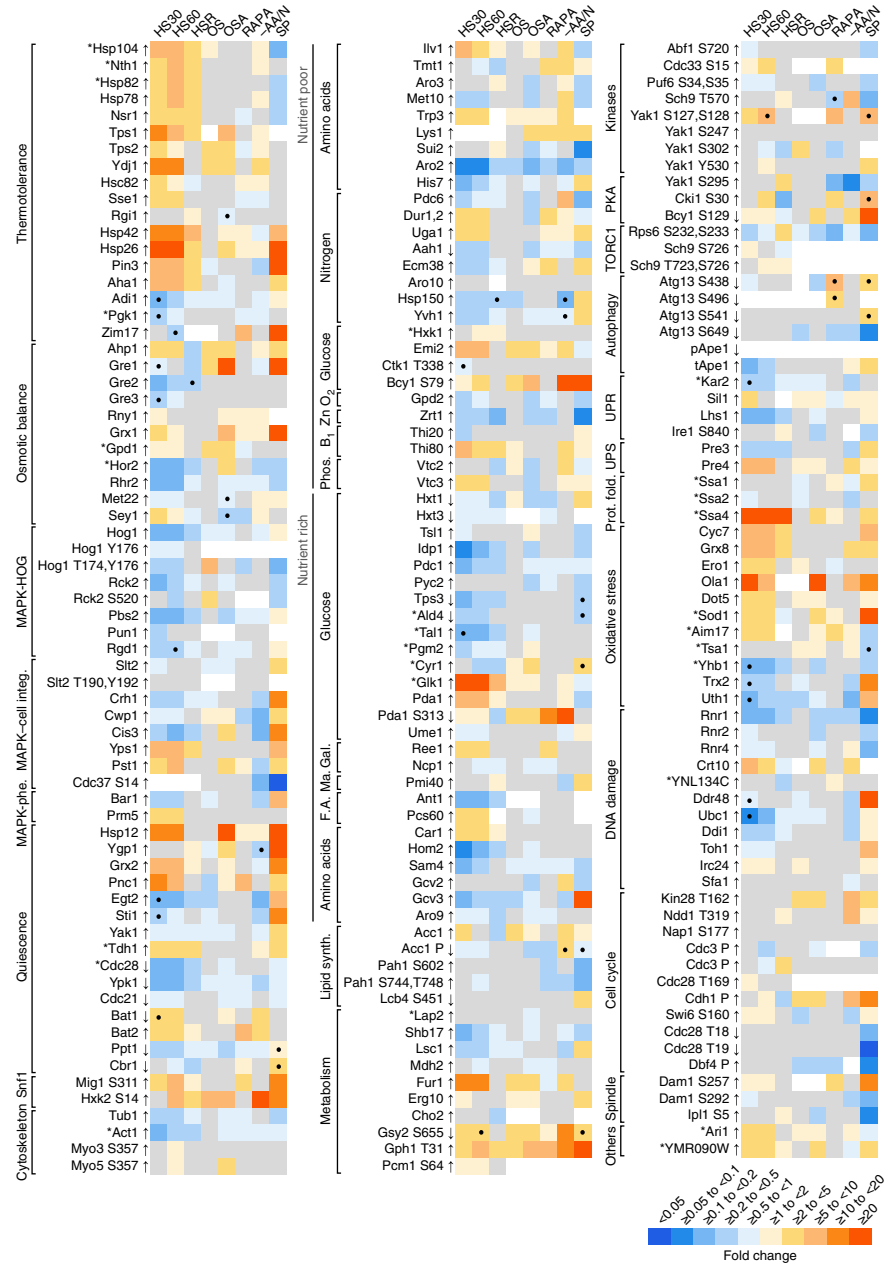 HS30 HS60 HSR OS OSA RAPA –AA/N SP
Thermotolerance
*Hsp104 ↑
*Nth1 ↑
*Hsp82 ↑
Hsp78 ↑
Nsr1 ↑
Tps1 ↑
Tps2 ↑
Ydj1 ↑
Hsc82 ↑
Sse1 ↑
Rgi1 ↑
Hsp42 ↑
Hsp26 ↑
Pin3 ↑
Aha1 ↑
Adi1 ↑
*Pgk1 ↑
Zim17 ↑
Osmotic balance
Ahp1 ↑
Gre1 ↑
Gre2 ↑
Gre3 ↑
Rny1 ↑
Grx1 ↑
*Gpd1 ↑
*Hor2 ↑
Rhr2 ↑
Met22 ↑
Sey1 ↑
MAPK-HOG
Hog1 ↑
Hog1 Y176 ↑
Hog1 T174,Y176 ↑
Rck2 ↑
Rck2 S520 ↑
Pbs2 ↑
Pun1 ↑
Rgd1 ↑
MAPK–cell integ.
Slt2 ↑
Slt2 T190,Y192 ↑
Crh1 ↑
Cwp1 ↑
Cis3 ↑
Yps1 ↑
Pst1 ↑
Cdc37 S14 ↑
MAPK-phe.
Bar1 ↑
Prm5 ↑
Quiescence
Hsp12 ↑
Ygp1 ↑
Grx2 ↑
Pnc1 ↑
Egt2 ↑
Sti1 ↑
Yak1 ↑
*Tdh1 ↑
*Cdc28 ↓
Ypk1 ↓
Cdc21 ↓
Bat1 ↓
Bat2 ↑
Ppt1 ↓
Cbr1 ↓
Snf1
Mig1 S311 ↑
Hxk2 S14 ↑
Cytoskeleton
Tub1 ↑
*Act1 ↑
Myo3 S357 ↑
Myo5 S357 ↑
HS30 HS60 HSR OS OSA RAPA –AA/N SP
Nutrient poor
Amino acids
Ilv1 ↑
Tmt1 ↑
Aro3 ↑
Met10 ↑
Trp3 ↑
Lys1 ↑
Sui2 ↑
Aro2 ↑
His7 ↑
Nitrogen
Pdc6 ↑
Dur1,2 ↑
Uga1 ↑
Aah1 ↓
Ecm38 ↑
Aro10 ↑
Hsp150 ↑
Yvh1 ↑
Glucose
*Hxk1 ↑
Emi2 ↑
Ctk1 T338 ↑
Bcy1 S79 ↑
O2
Gpd2 ↑
Zn
Zrt1 ↑
B1
Thi20 ↑
Thi80 ↑
Phos.
Vtc2 ↑
Vtc3 ↑
Nutrient rich
Glucose
Hxt1 ↓
Hxt3 ↓
Tsl1 ↑
Idp1 ↑
Pdc1 ↑
Pyc2 ↑
Tps3 ↓
*Ald4 ↓
*Tal1 ↑
*Pgm2 ↑
*Cyr1 ↑
*Glk1 ↑
Pda1 ↑
Pda1 S313 ↓
Ume1 ↑
Gal.
Ree1 ↑
Ncp1 ↑
Ma.
Pmi40 ↑
F.A.
Ant1 ↑
Pcs60 ↑
Amino acids
Car1 ↑
Hom2 ↑
Sam4 ↑
Gcv2 ↑
Gcv3 ↑
Aro9 ↑
Lipid synth.
Acc1 ↑
Acc1 P ↓
Pah1 S602 ↑
Pah1 S744,T748 ↑
Lcb4 S451 ↓
Metabolism
*Lap2 ↑
Shb17 ↑
Lsc1 ↑
Mdh2 ↑
Fur1 ↑
Erg10 ↑
Cho2 ↑
Gsy2 S655 ↓
Gph1 T31 ↑
Pcm1 S64 ↑
HS30 HS60 HSR OS OSA RAPA –AA/N SP
Kinases
Abf1 S720 ↑
Cdc33 S15 ↑
Puf6 S34,S35 ↑
Sch9 T570 ↑
Yak1 S127,S128 ↑
Yak1 S247 ↑
Yak1 S302 ↑
Yak1 Y530 ↑
PKA
Yak1 S295 ↑
Cki1 S30 ↑
Bcy1 S129 ↓
TORC1
Rps6 S232,S233 ↑
Sch9 S726 ↑
Sch9 T723,S726 ↑
Autophagy
Atg13 S438 ↓
Atg13 S496 ↓
Atg13 S541 ↓
Atg13 S649 ↓
pApe1 ↓
tApe1 ↑
UPR
*Kar2 ↑
Sil1 ↑
Lhs1 ↑
Ire1 S840 ↑
UPS
Pre3 ↑
Pre4 ↑
Prot. fold.
*Ssa1 ↑
*Ssa2 ↑
*Ssa4 ↑
Oxidative stress
Cyc7 ↑
Grx8 ↑
Ero1 ↑
Ola1 ↑
Dot5 ↑
*Sod1 ↑
*Aim17 ↑
*Tsa1 ↑
*Yhb1 ↑
Trx2 ↑
Uth1 ↑
DNA damage
Rnr1 ↑
Rnr2 ↑
Rnr4 ↑
Crt10 ↑
*YNL134C ↑
Ddr48 ↑
Ubc1 ↑
Ddi1 ↑
Toh1 ↑
Irc24 ↑
Sfa1 ↑
Cell cycle
Kin28 T162 ↑
Ndd1 T319 ↑
Nap1 S177 ↑
Cdc3 P ↑
Cdc3 P ↓
Cdc28 T169 ↑
Cdh1 P ↑
Swi6 S160 ↑
Cdc28 T18 ↓
Cdc28 T19 ↓
Dbf4 P ↑
Spindle
Dam1 S257 ↑
Dam1 S292 ↑
Ipl1 S5 ↑
Others
*Ari1 ↑
*YMR090W ↑
<0.05
≥0.05 to <0.1
≥0.1 to <0.2
≥0.2 to <0.5
≥0.5 to <1
≥1 to <2
≥2 to <5
≥5 to <10
≥10 to <20
≥20
Fold change